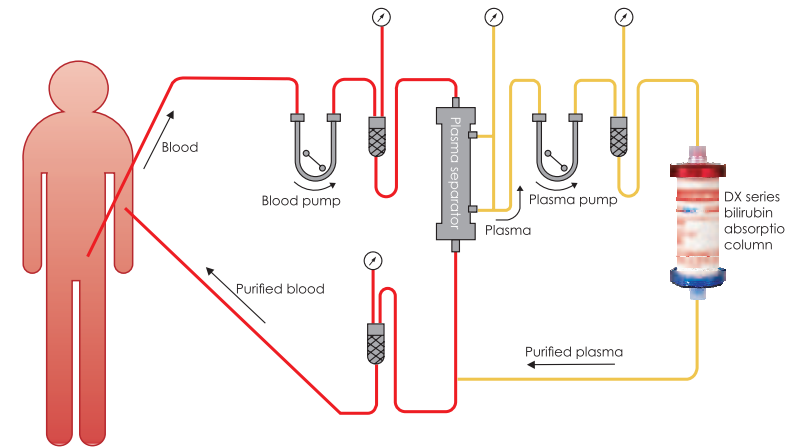 Blood
Blood pump
Plasma separator
Plasma
Plasma pump
DX series
bilirubin
absorptio
column
Purified blood
Purified plasma